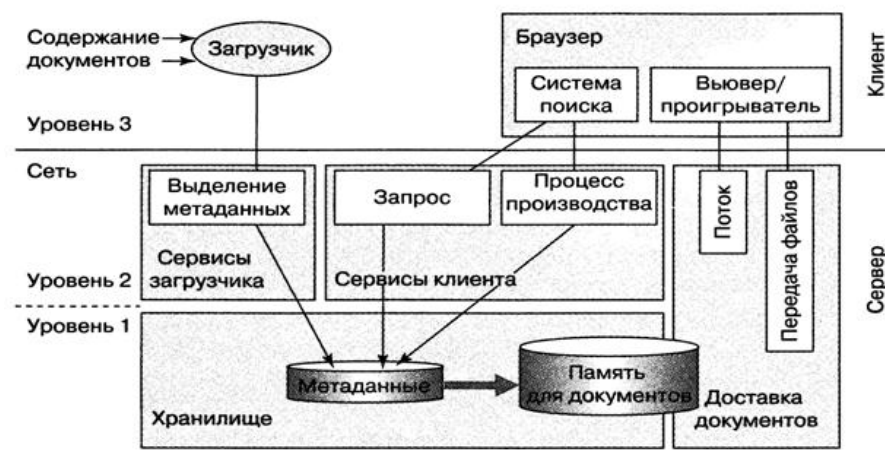 Содержание
документов
Загрузчик
Браузер
Система
поиска
Вьювер/
проигрыватель
Клиент
Уровень 3
Сеть
Выделение
метаданных
Запрос
Процесс
производства
Поток
Передача файлов
Сервер
Сервисы
загрузчика
Сервисы клиента
Уровень 2
Уровень 1
Метаданные
Память
для документов
Хранилище
Доставка
документов